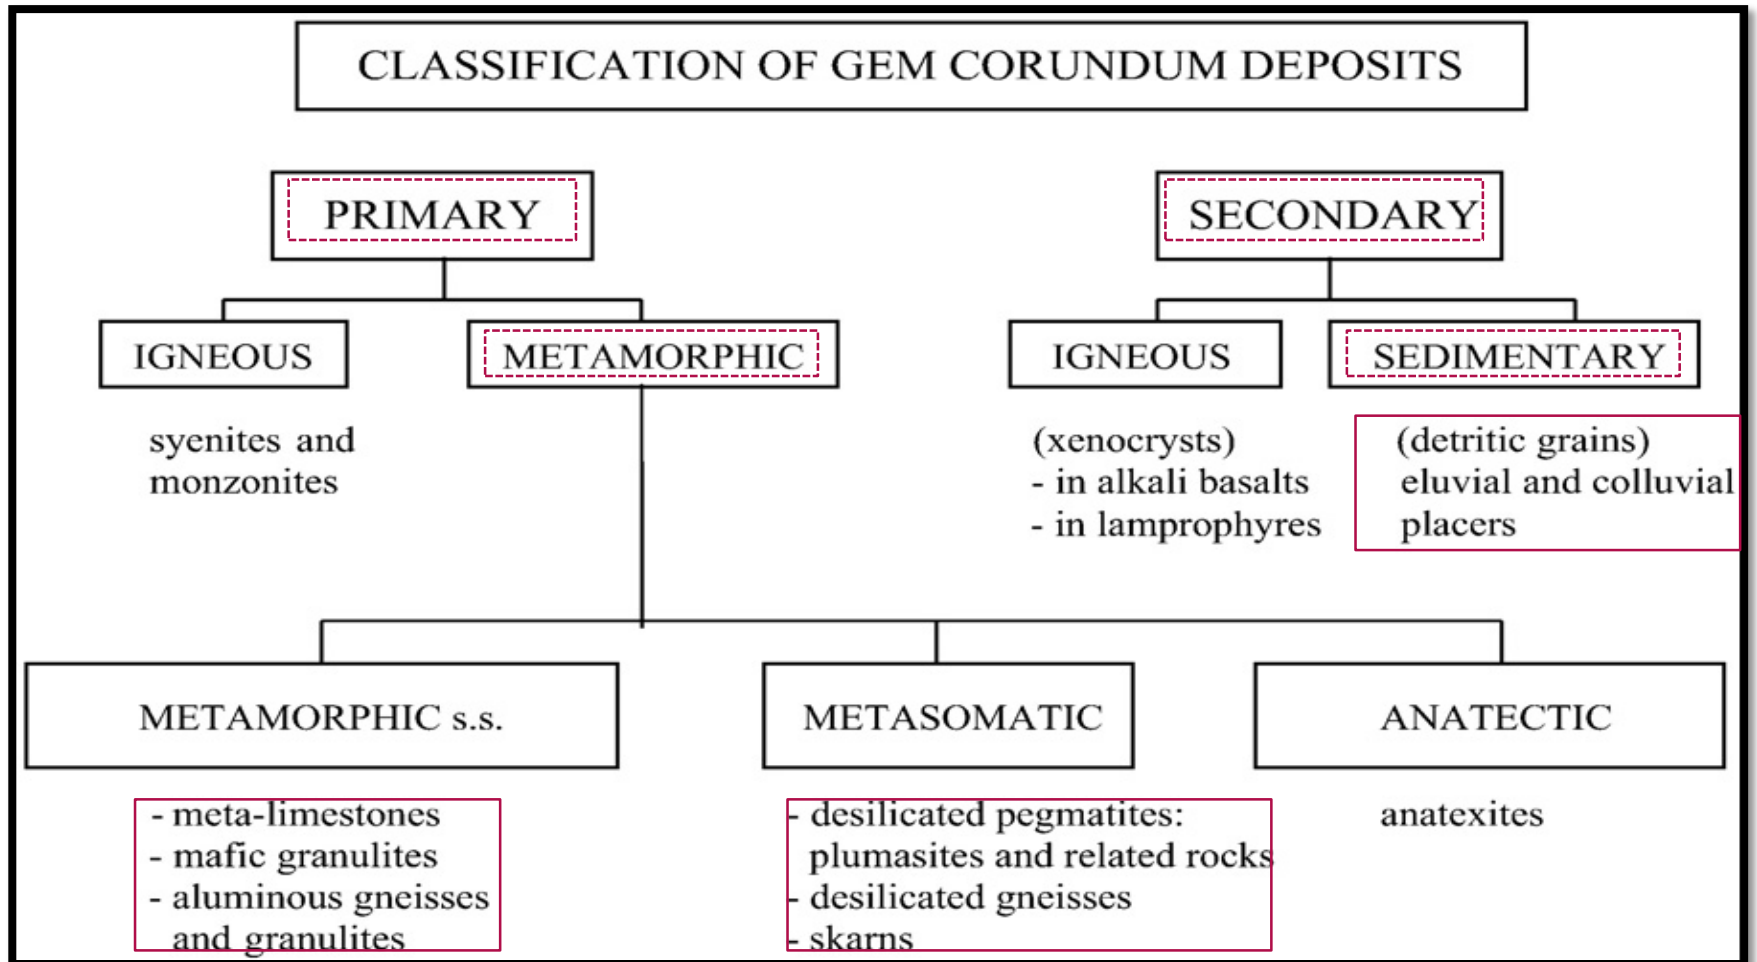 CLASSIFICATION OF GEM CORUNDUM DEPOSITS
PRIMARY
SECONDARY
IGNEOUS
METAMORPHIC
IGNEOUS
SEDIMENTARY
syenites and
monzonites
(xenocrysts)
- in alkali basalts
- in lamprophyres
(detritic grains)
eluvial and colluvial
placers
METAMORPHIC s.s.
METASOMATIC
ANATECTIC
- meta-limestones
- mafic granulites
- aluminous gneisses
and granulites
- desilicated pegmatites:
plumasites and related rocks
- desilicated gneisses
- skarns
anatexites